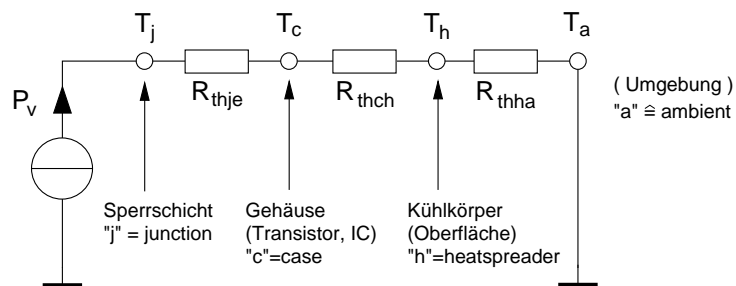 T_j T_c T_h T_a
P_v R_thje R_thch R_thha
( Umgebung )
"a" ≙ ambient
Sperrschicht
"j" = junction
Gehäuse
(Transistor, IC)
"c"=case
Kühlkörper
(Oberfläche)
"h"=heatspreader